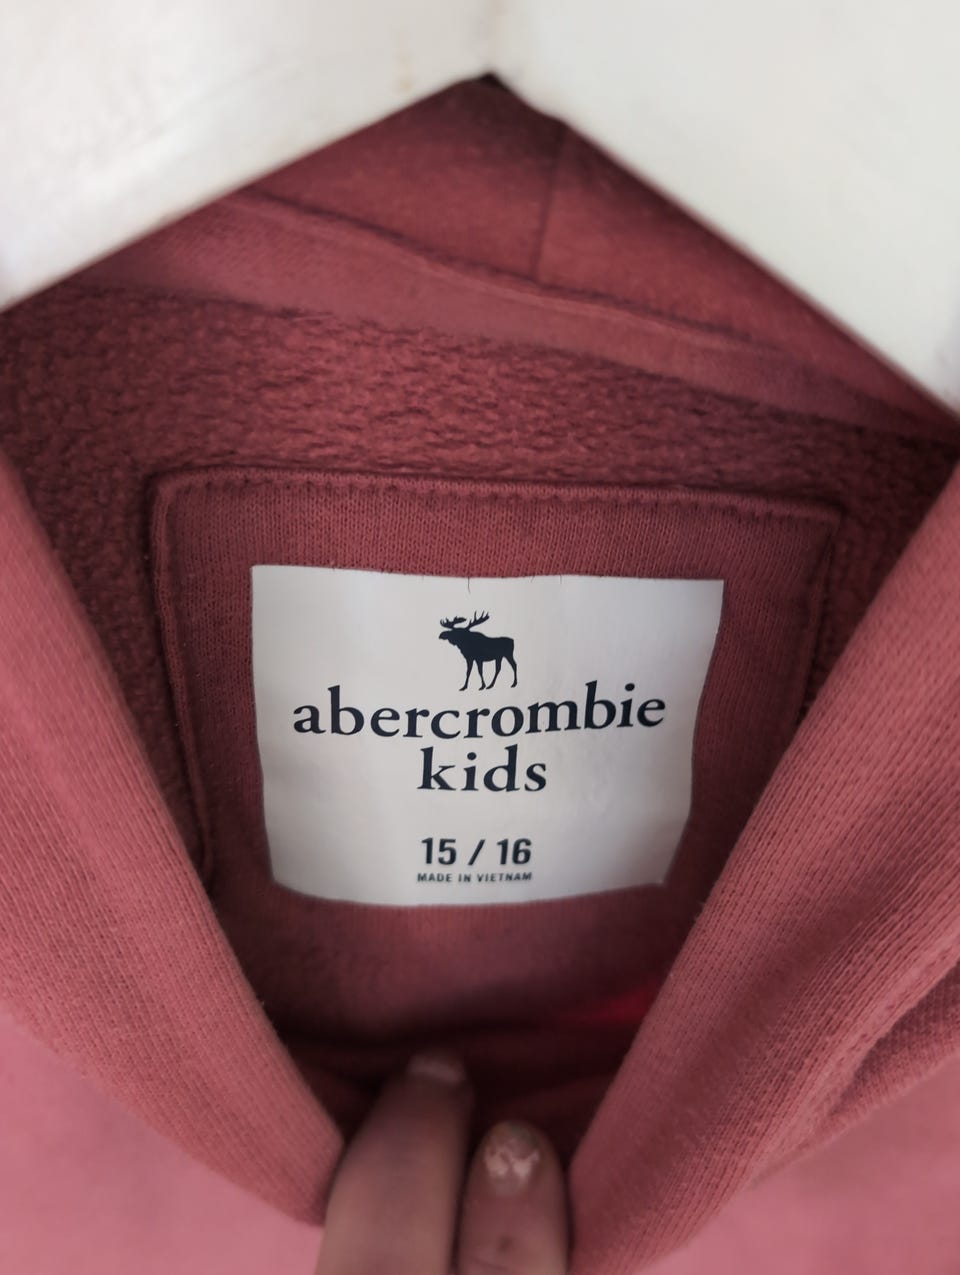 abercrombie
kids
15 / 16
MADE IN VIETNAM